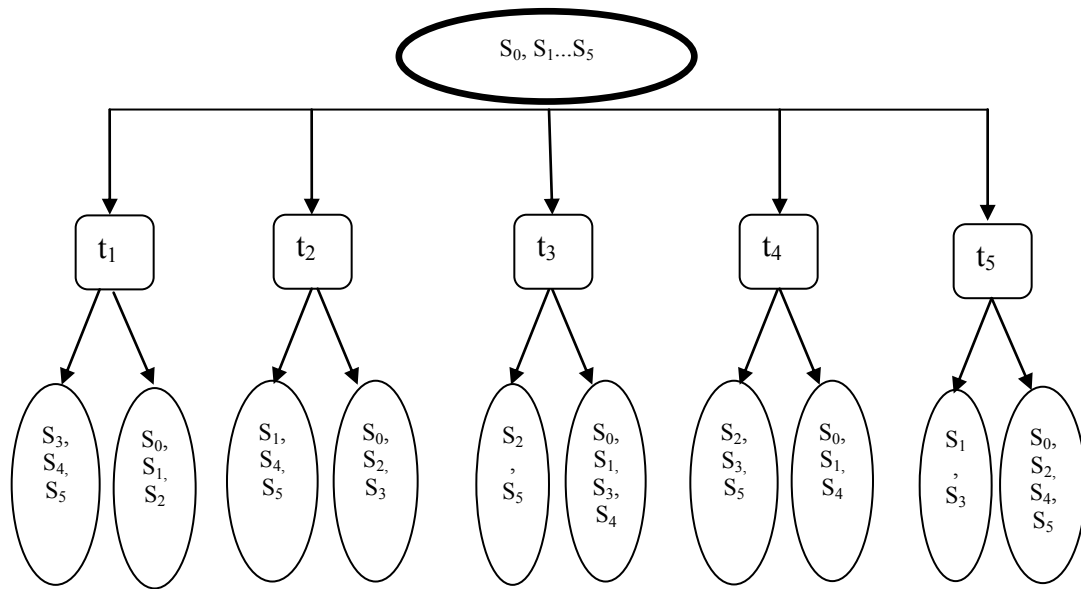 S₀, S₁...S₅
t₁
t₂
t₃
t₄
t₅
S₃,
S₄,
S₅
S₀,
S₁,
S₂
S₁,
S₄,
S₅
S₀,
S₂,
S₃
S₂
,
S₅
S₀,
S₁,
S₃,
S₄
S₂,
S₃,
S₅
S₀,
S₁,
S₄
S₁
,
S₃
S₀,
S₂,
S₄,
S₅